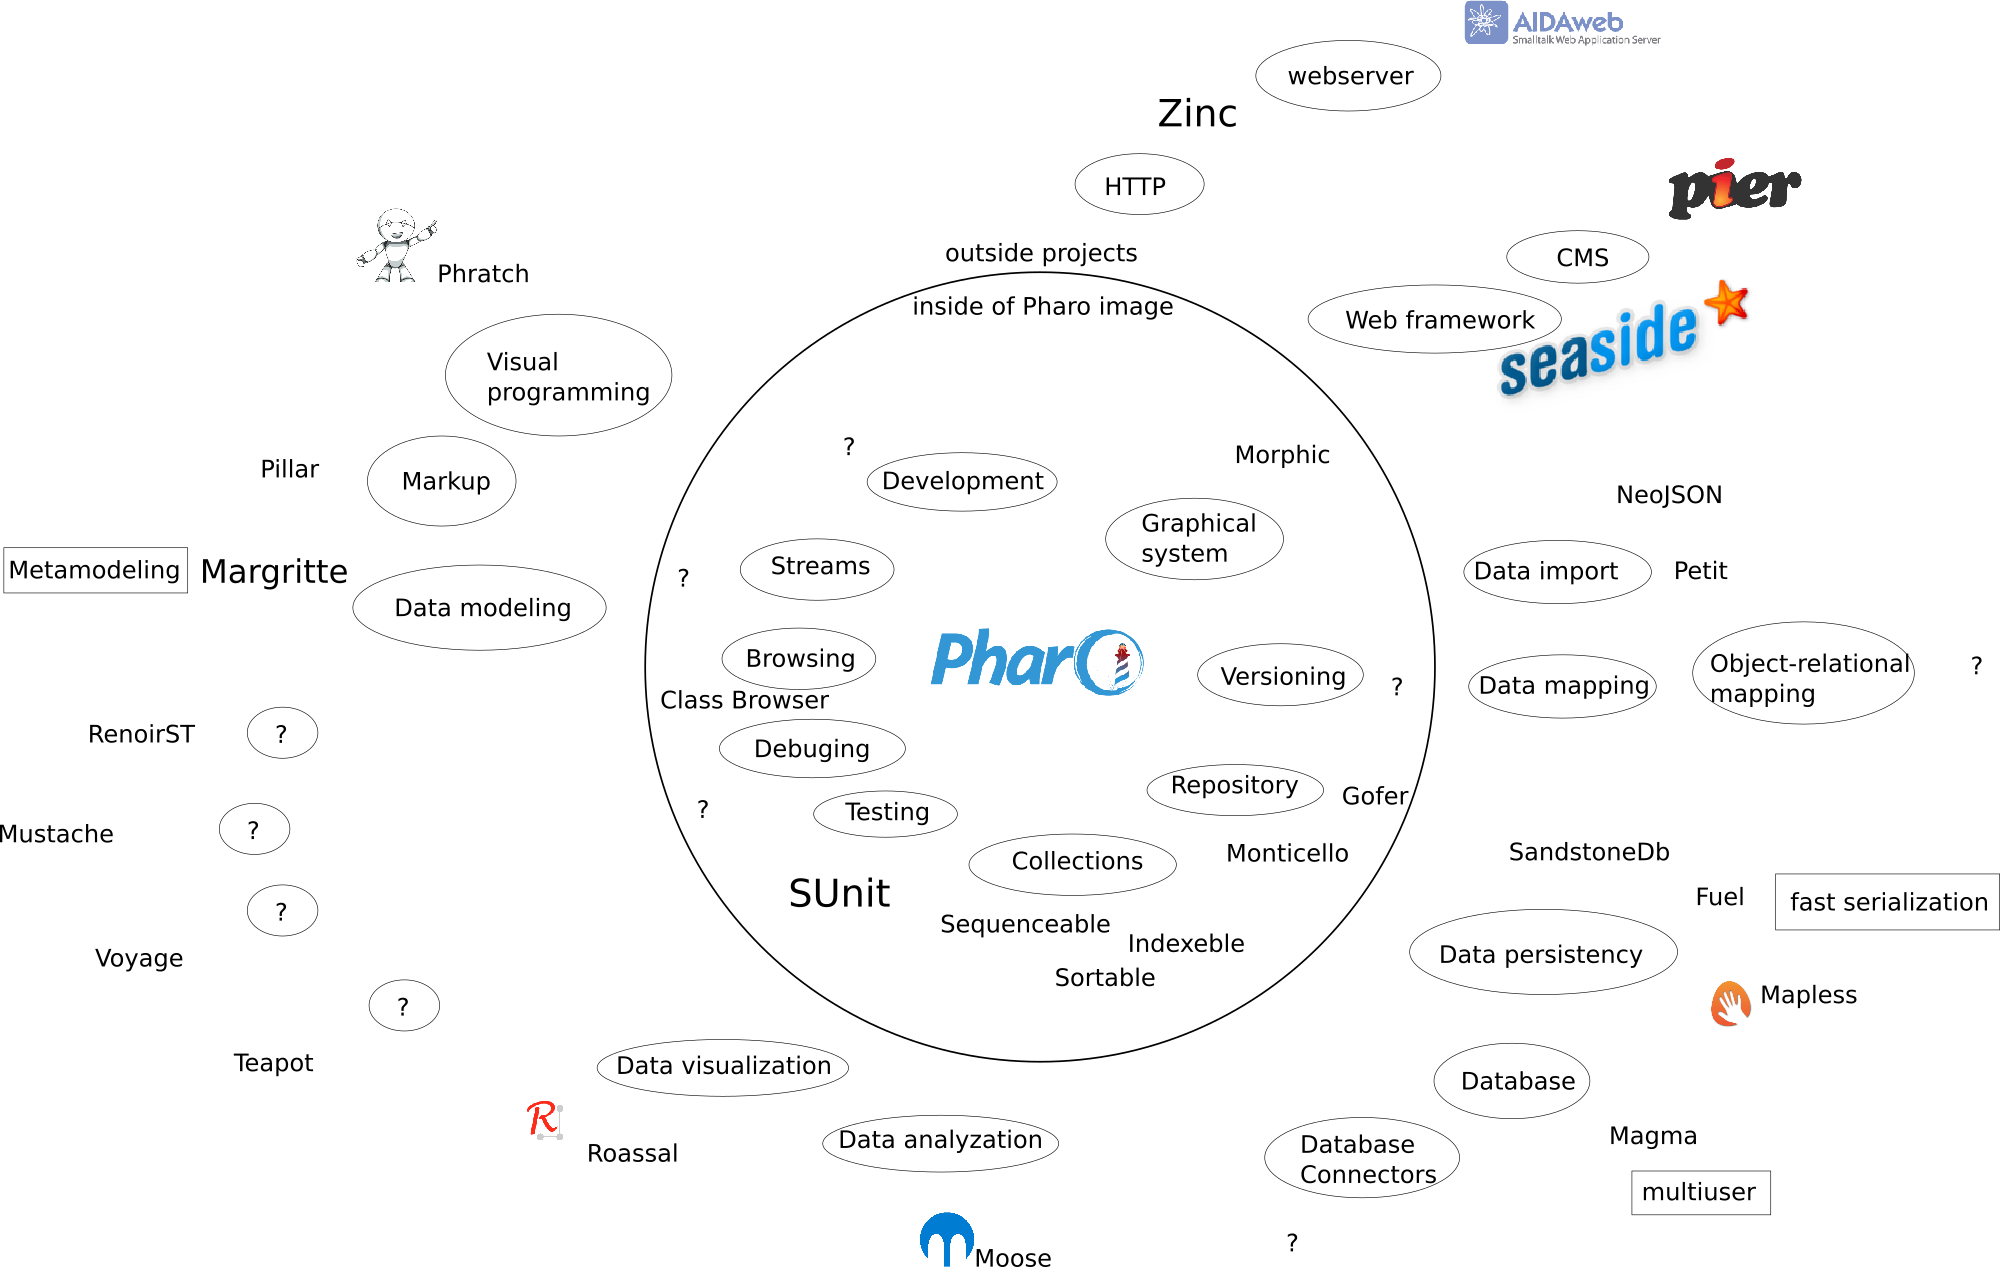 AIDAweb
Smalltalk Web Application Server
webserver
Zinc
HTTP
pier
outside projects
CMS
Phratch
inside of Pharo image
Web framework
seaside
Visual
programming
?
Development
Morphic
Pillar
Markup
NeoJSON
Graphical
system
Metamodeling
Margritte
?
Streams
Data import
Petit
Data modeling
Browsing
Pharo
Versioning
?
Data mapping
Object-relational
mapping
?
Class Browser
RenoirST
?
Debuging
Repository
Gofer
?
Testing
Mustache
?
Collections
Monticello
SandstoneDb
SUnit
Fuel
fast serialization
?
Sequenceable
Indexeble
Voyage
Data persistency
Sortable
Mapless
?
Teapot
Data visualization
Database
R
Roassal
Data analyzation
Database
Connectors
Magma
multiuser
Moose
?